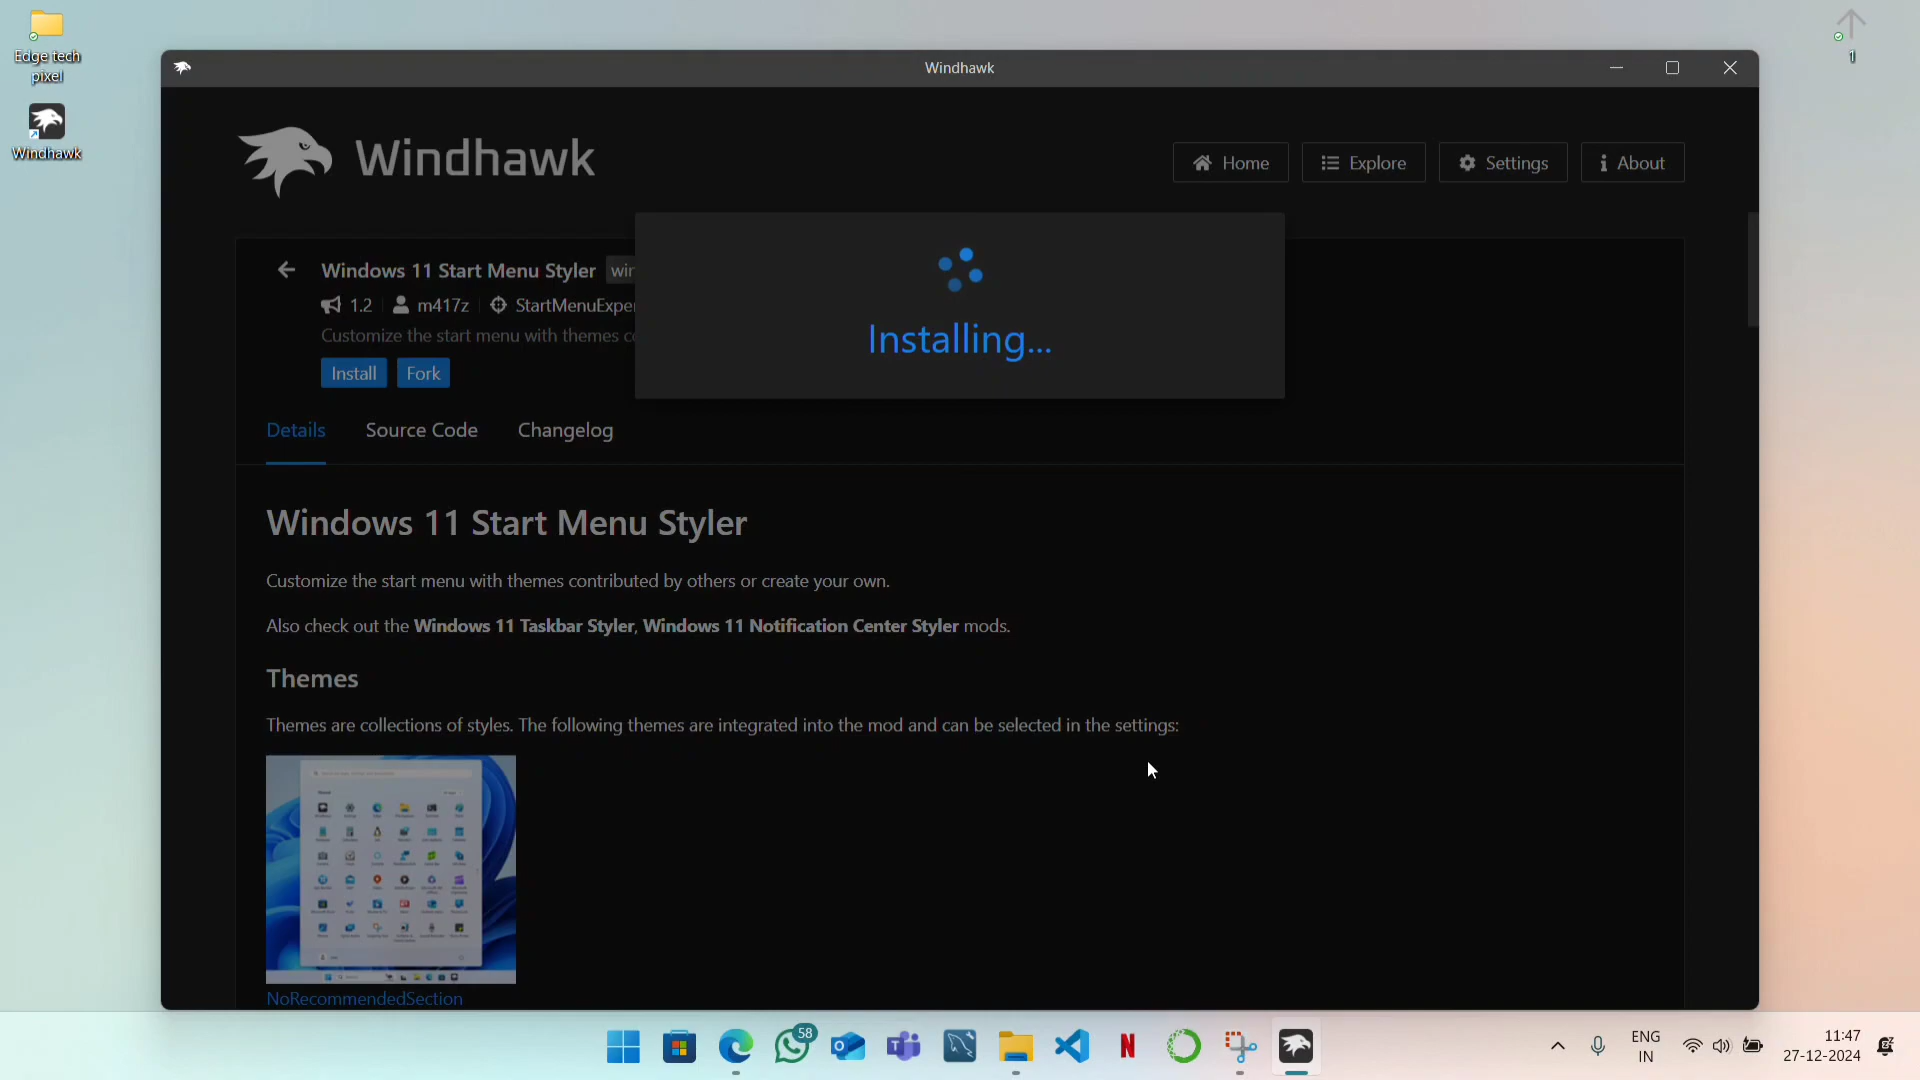 Edge tech
pixel
Windhawk
1
Windhawk
Windhawk
Home
Explore
Settings
About
Windows 11 Start Menu Styler
1.2
m417z
StartMenuExper
Customize the start menu with themes
Install
Fork
Installing...
Details
Source Code
Changelog
Windows 11 Start Menu Styler
Customize the start menu with themes contributed by others or create your own.
Also check out the Windows 11 Taskbar Styler, Windows 11 Notification Center Styler mods.
Themes
Themes are collections of styles. The following themes are integrated into the mod and can be selected in the settings:
NoRecommendedSection
58
ENG
IN
11:47
27-12-2024